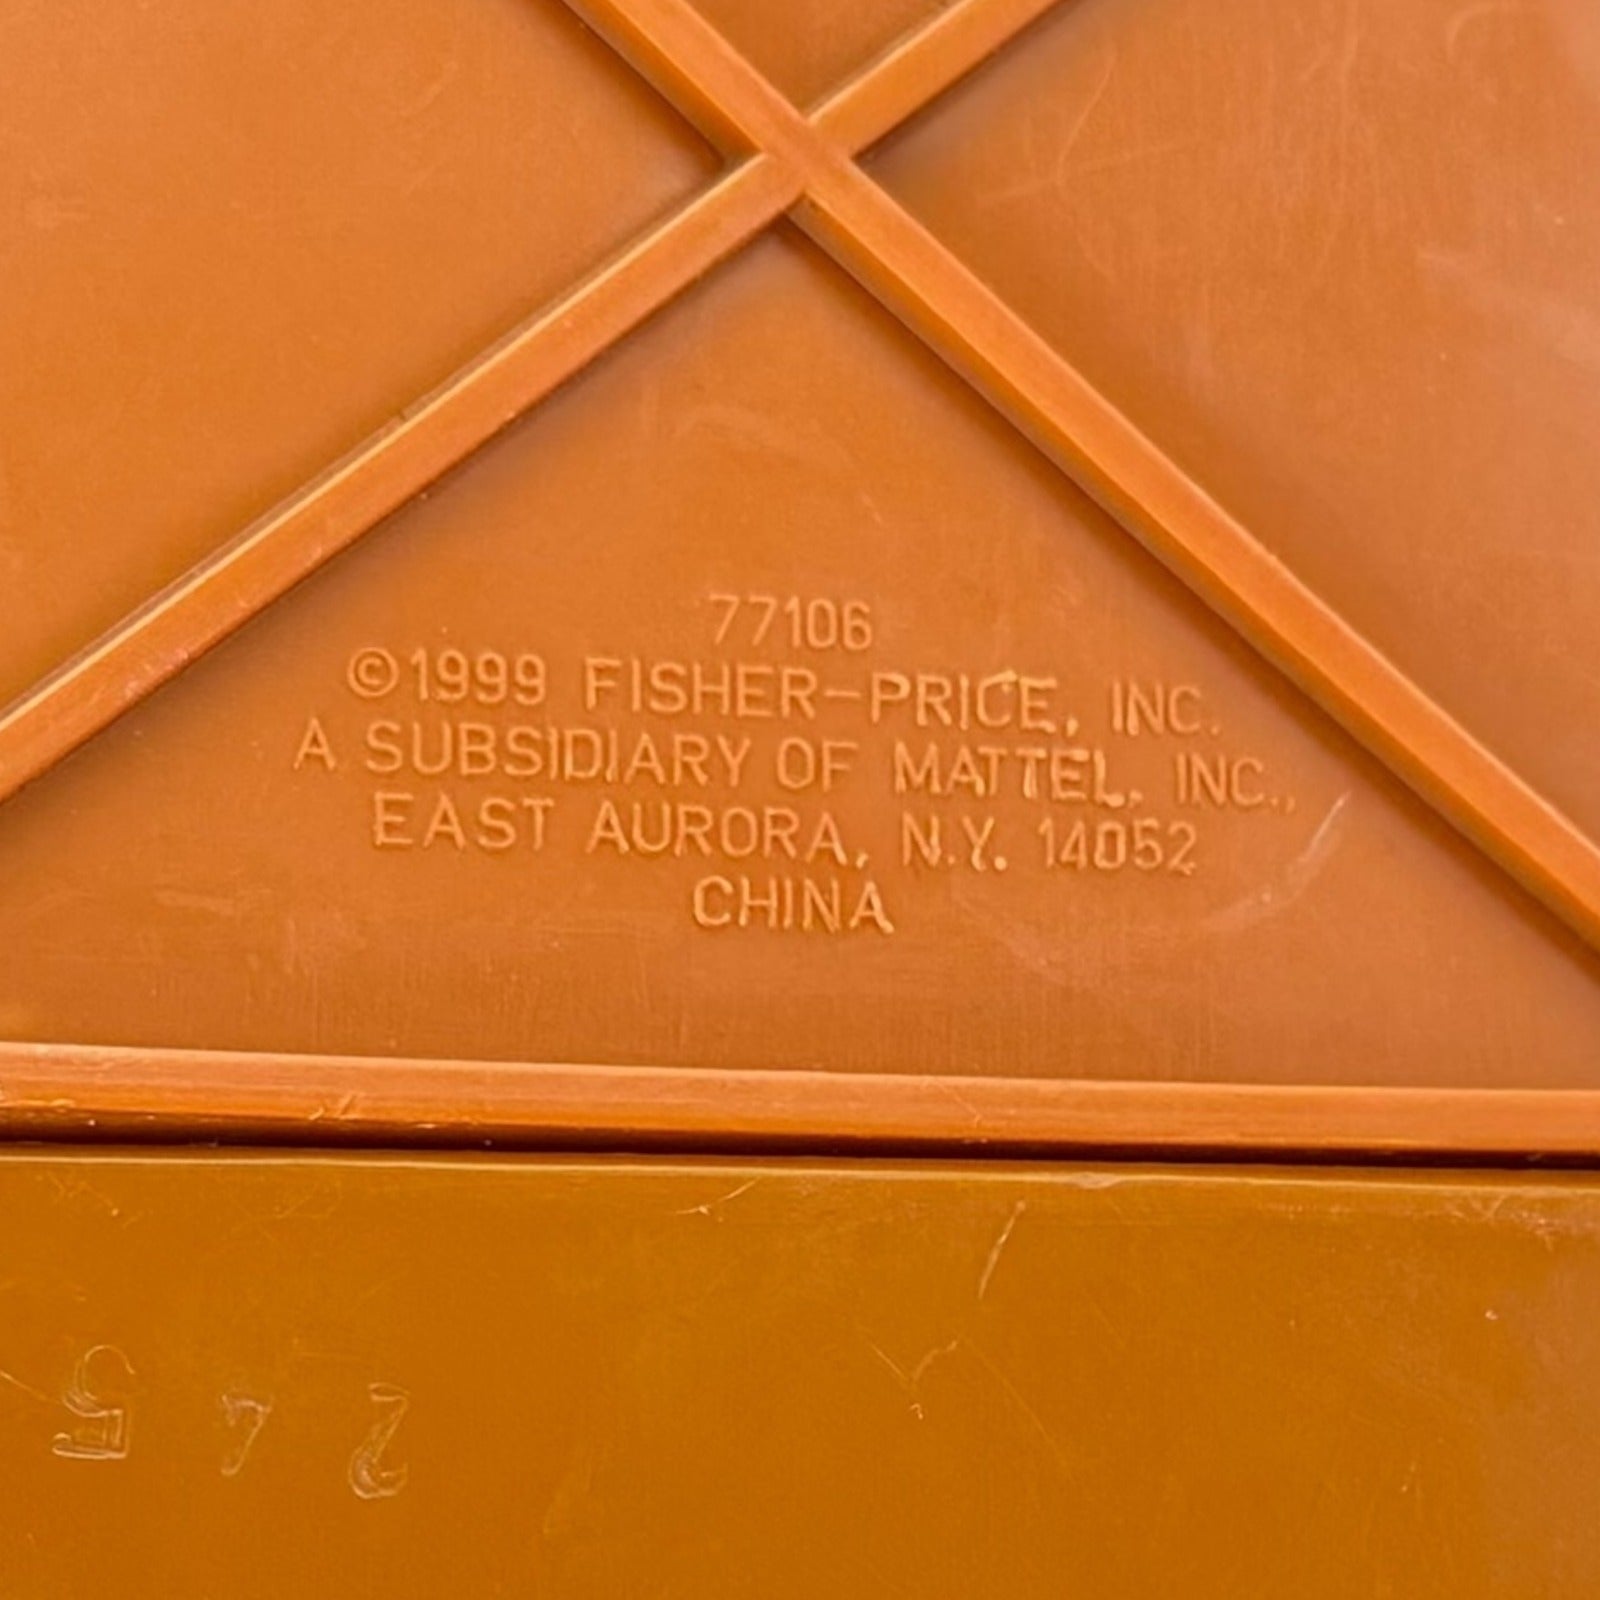 77106
©1999 FISHER-PRICE, INC.
A SUBSIDIARY OF MATTEL, INC.,
EAST AURORA, N.Y. 14052
CHINA